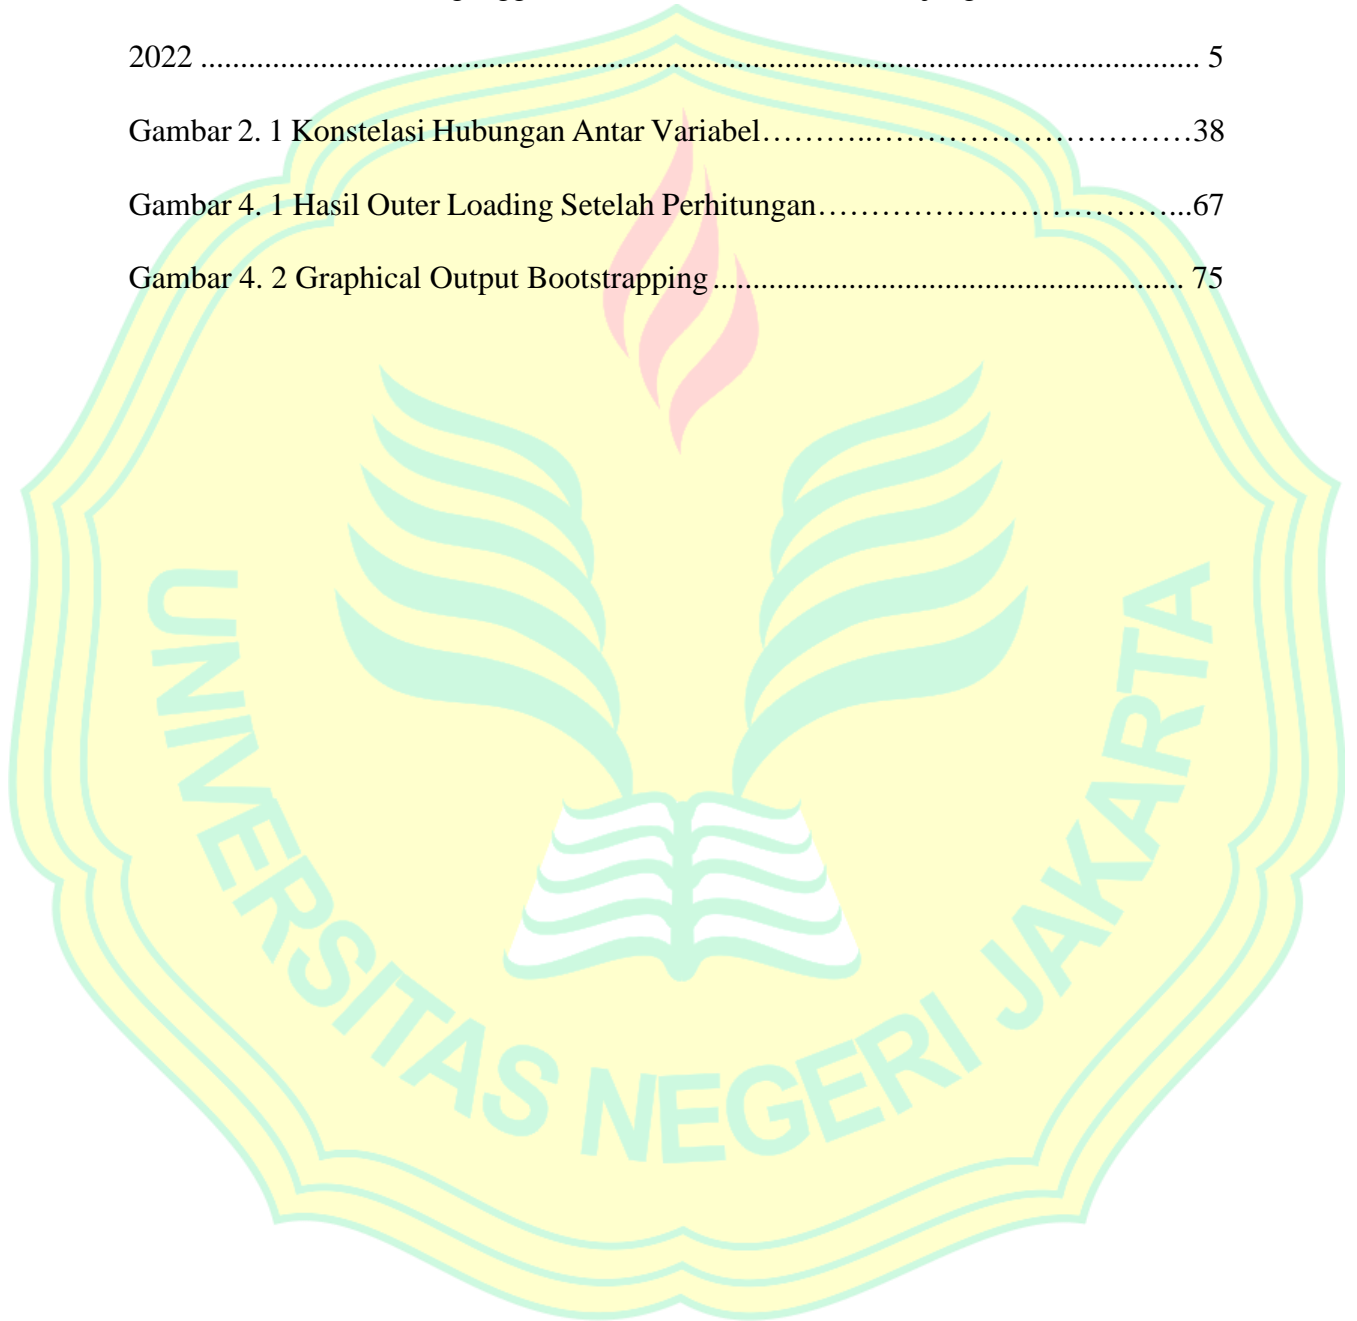 2022 .............................................................................................................................. 5
Gambar 2. 1 Konstelasi Hubungan Antar Variabel………...…………………………38
Gambar 4. 1 Hasil Outer Loading Setelah Perhitungan……………………………...67
Gambar 4. 2 Graphical Output Bootstrapping ............................................................ 75
UNIVERSITAS NEGERI JAKARTA